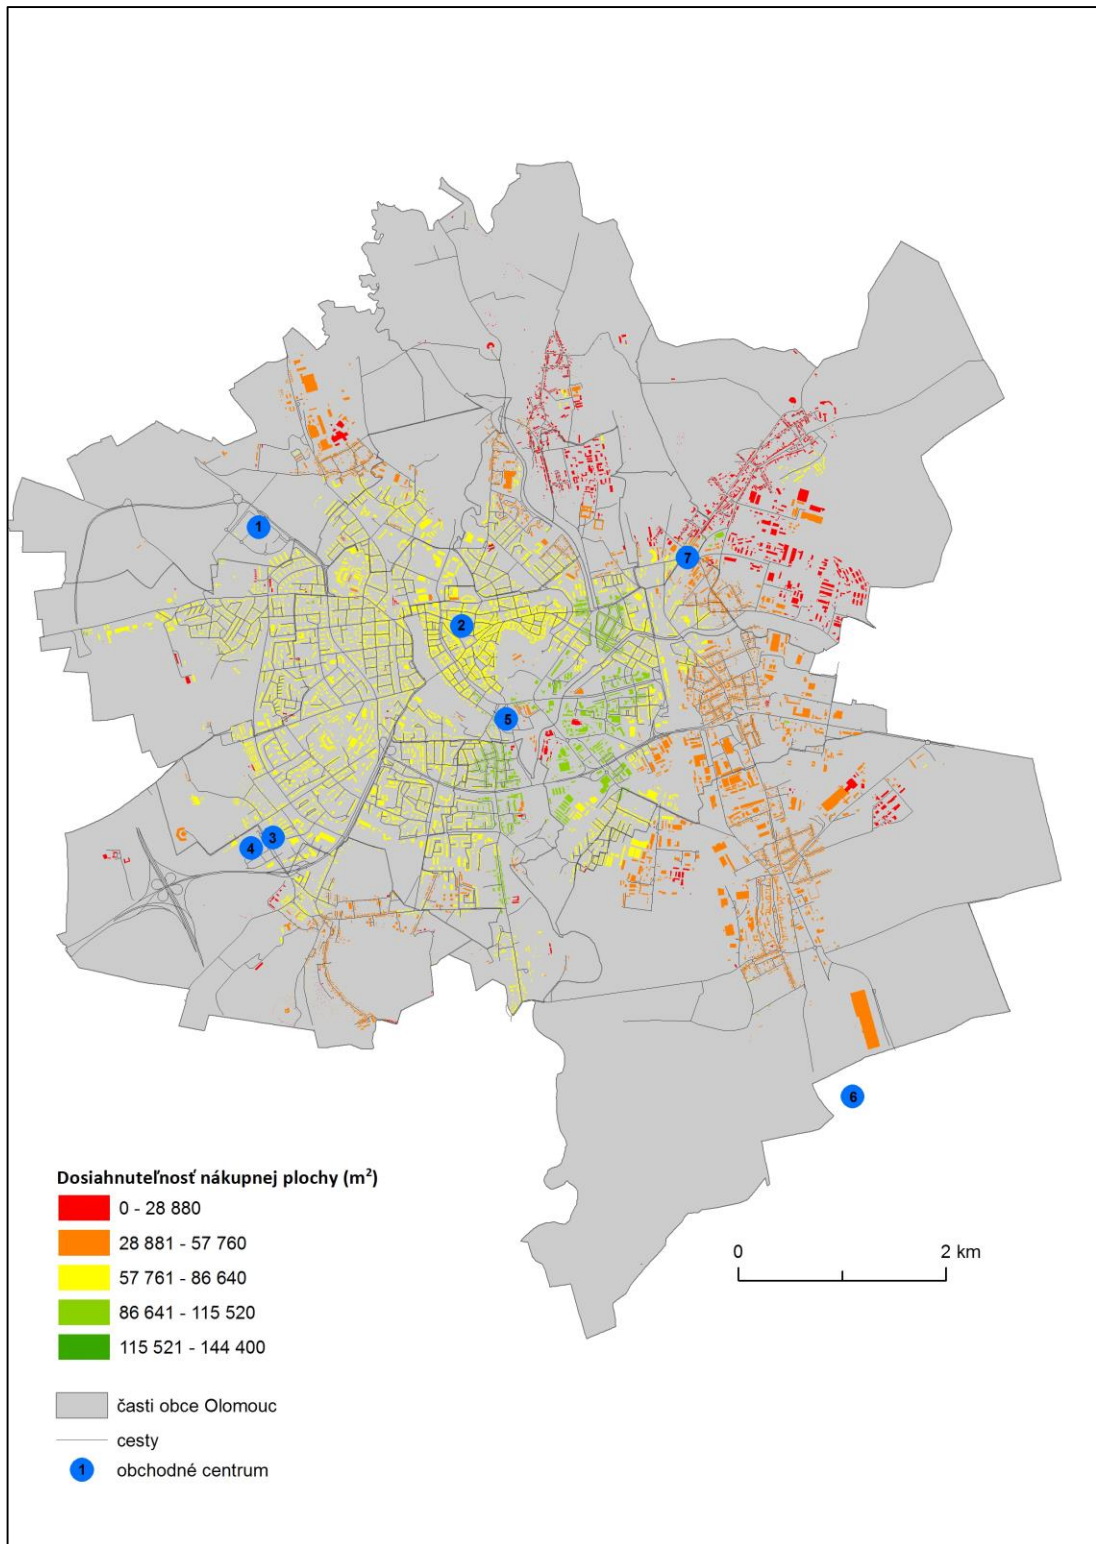 1
2
7
5
3
4
6
Dosiahnuteľnosť nákupnej plochy (m²)
0 - 28 880
28 881 - 57 760
57 761 - 86 640
86 641 - 115 520
115 521 - 144 400
časti obce Olomouc
cesty
1 obchodné centrum
0 2 km